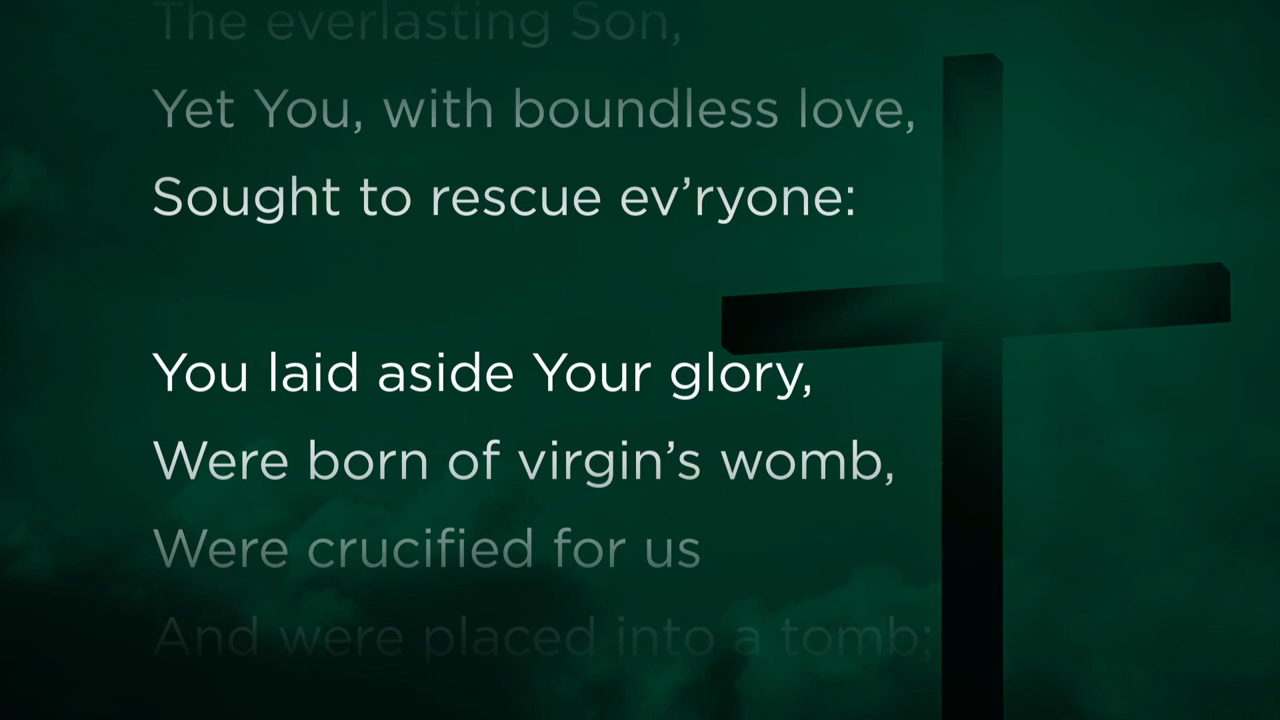 The everlasting Son,
Yet You, with boundless love,
Sought to rescue ev’ryone:
You laid aside Your glory,
Were born of virgin’s womb,
Were crucified for us
And were placed into a tomb;